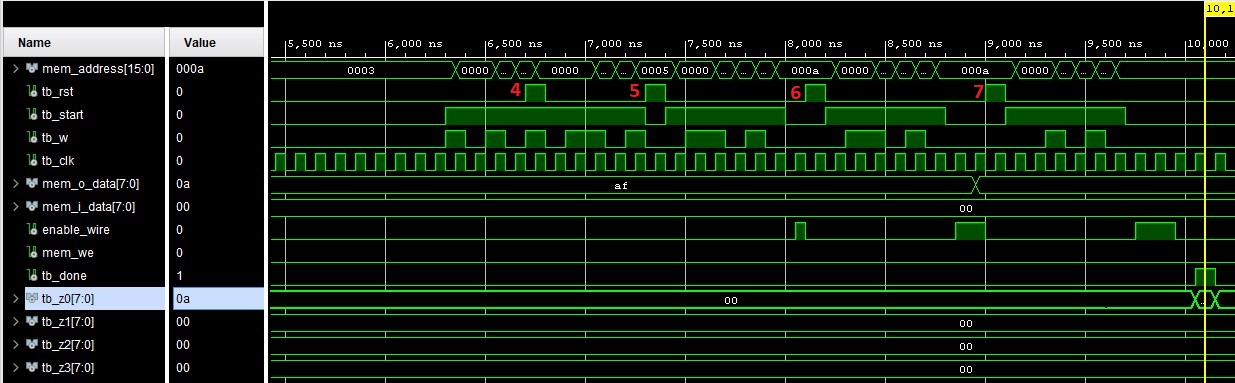 10,1
Name Value
5,500 ns 6,000 ns 6,500 ns 7,000 ns 7,500 ns 8,000 ns 8,500 ns 9,000 ns 9,500 ns 10,000
mem_address[15:0] 000a 0003 0000 ... ... 0000 ... ... 0005 0000 ... ... ... 000a 0000 ... ... ... 000a 0000 ... ... ...
tb_rst 0 4 5 6 7
tb_start 0
tb_w 0
tb_clk 0
mem_o_data[7:0] 0a af
mem_i_data[7:0] 00 00
enable_wire 0
mem_we 0
tb_done 1
tb_z0[7:0] 0a 00
tb_z1[7:0] 00 00
tb_z2[7:0] 00 00
tb_z3[7:0] 00 00